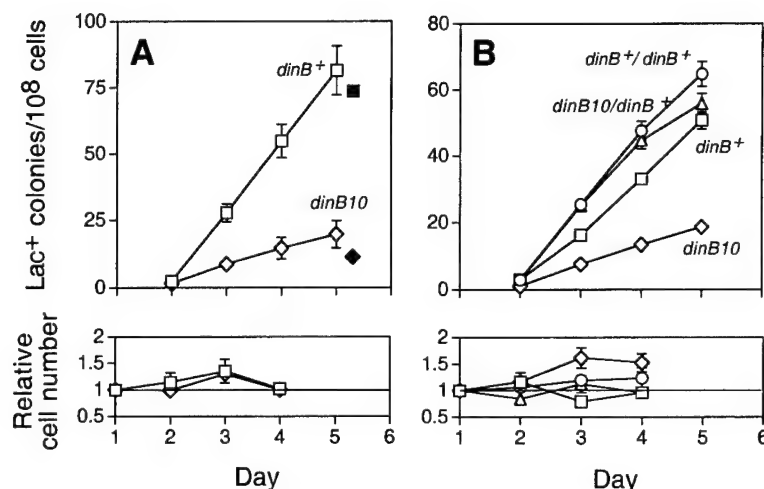 A
B
Lac⁺ colonies/10⁸ cells
100
75
50
25
0
dinB⁺
dinB10
80
60
40
20
0
dinB⁺/dinB⁺
dinB10/dinB⁺
dinB⁺
dinB10
Relative
cell number
2
1.5
1
0.5
1 2 3 4 5 6
Day
2
1.5
1
0.5
1 2 3 4 5 6
Day